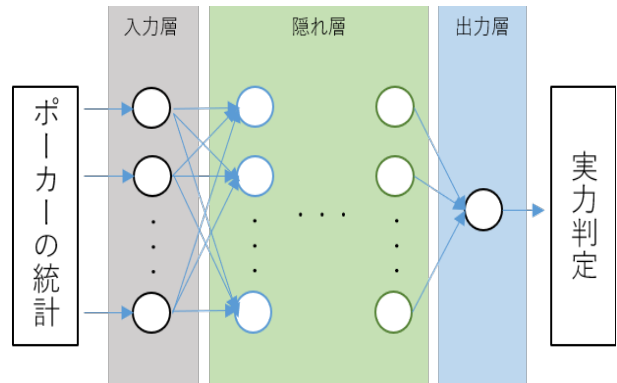 入力層
隠れ層
出力層
ポーカーの統計
実力判定